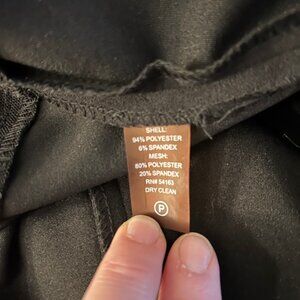 SHELL:
94% POLYESTER
6% SPANDEX
MESH:
80% POLYESTER
20% SPANDEX
RN# 54163
DRY CLEAN
P